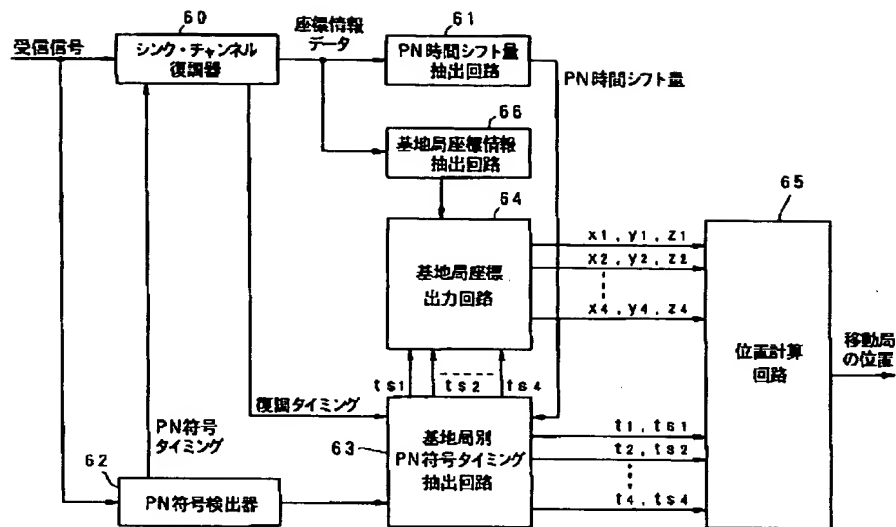 60
受信信号
シンク・チャンネル
復調器
座標情報
データ
61
PN時間シフト量
抽出回路
PN時間シフト量
66
基地局座標情報
抽出回路
64
基地局座標
出力回路
x1, y1, z1
x2, y2, z2
x4, y4, z4
65
位置計算
回路
移動局
の位置
ts1
ts2
ts4
復調タイミング
PN符号
タイミング
63
基地局別
PN符号タイミング
抽出回路
t1, ts1
t2, ts2
t4, ts4
62
PN符号検出器